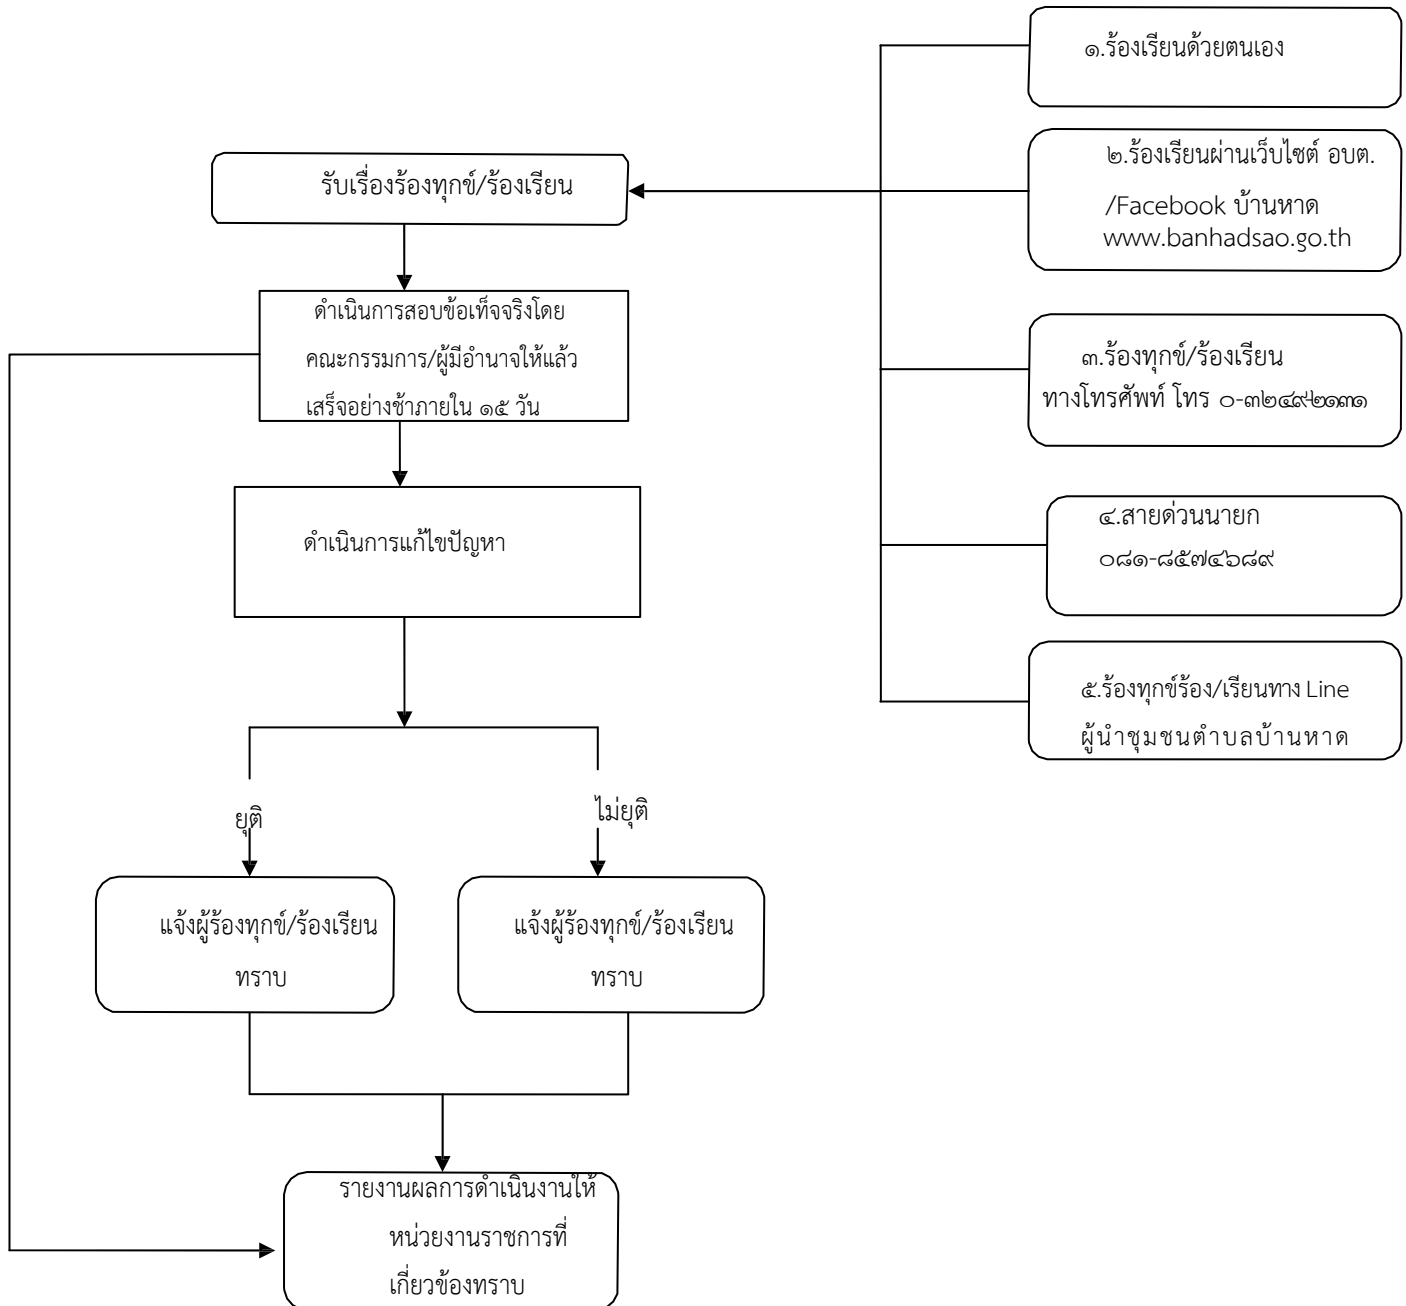 ๑.ร้องเรียนด้วยตนเอง
๒.ร้องเรียนผ่านเว็บไซต์ อบต.
/Facebook บ้านหาด
www.banhadsao.go.th
๓.ร้องทุกข์/ร้องเรียน
ทางโทรศัพท์ โทร
๔.สายด่วนนายก
๐๘๑-๘๕๗๔๖๘๙
๕.ร้องทุกข์ร้อง/เรียนทาง Line
ผู้นำชุมชนตำบลบ้านหาด
รับเรื่องร้องทุกข์/ร้องเรียน
ดำเนินการสอบข้อเท็จจริงโดย
คณะกรรมการ/ผู้มีอำนาจให้แล้ว
เสร็จอย่างช้าภายใน ๑๕ วัน
ดำเนินการแก้ไขปัญหา
ยุติ
ไม่ยุติ
แจ้งผู้ร้องทุกข์/ร้องเรียน
ทราบ
แจ้งผู้ร้องทุกข์/ร้องเรียน
ทราบ
รายงานผลการดำเนินงานให้
หน่วยงานราชการที่
เกี่ยวข้องทราบ